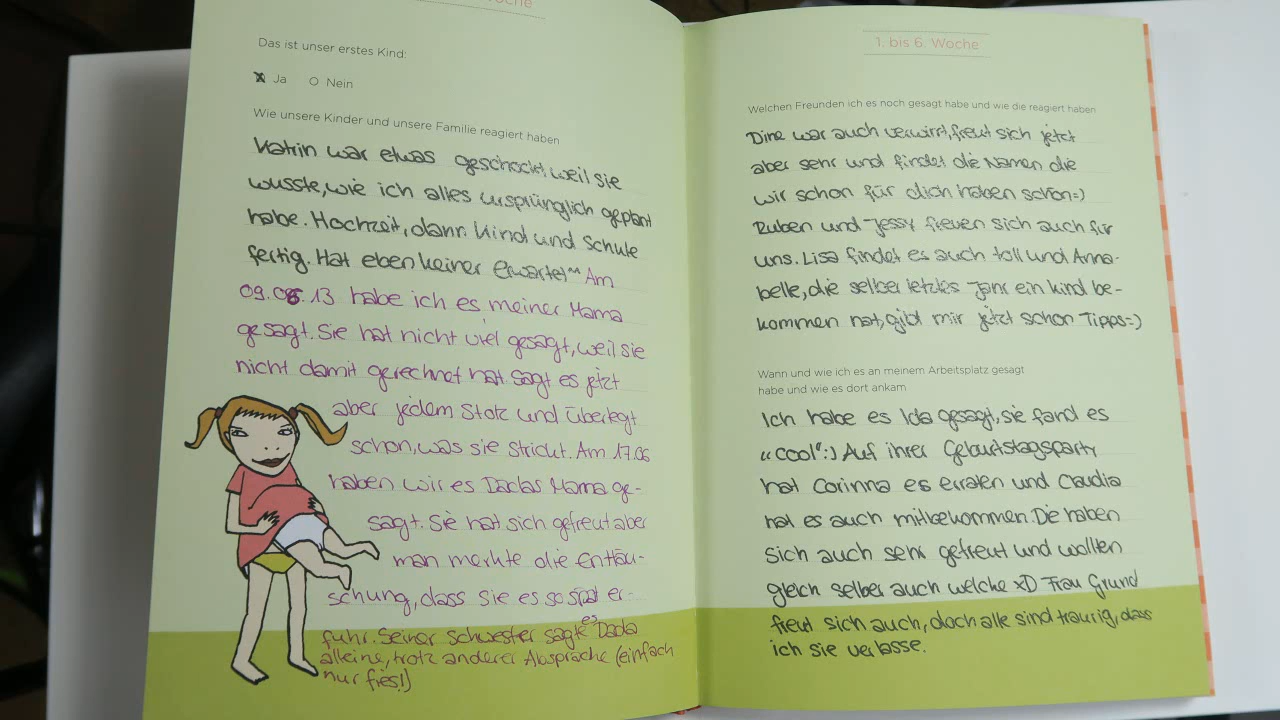 oche
Das ist unser erstes Kind:
Ja Nein
Wie unsere Kinder und unsere Familie reagiert haben
Katrin war etwas geschockt, weil sie
wusste, wie ich alles ursprünglich geplant
habe. Hochzeit, dann Kind und Schule
fertig. Hat eben keiner erwartet^^ Am
09.06.13 habe ich es meiner Mama
gesagt. Sie hat nicht viel gesagt, weil sie
nicht damit gerechnet hat. Sagt es jetzt
aber jedem Stolz und überlegt
schon, was sie strickt. Am 17.06
haben wir es Dadas Mama ge-
sagt. Sie hat sich gefreut aber
man merkte die Enttäu-
schung, dass sie es so spät er-
fuhr. Seiner Schwester sagte es Dada
alleine, trotz anderer Absprache (einfach
nur fies!)
1. bis 6. Woche
Welchen Freunden ich es noch gesagt habe und wie die reagiert haben
Dine war auch verwirrt, freut sich jetzt
aber sehr und findet die Namen die
wir schon für dich haben schön=)
Ruben und Jessy freuen sich auch für
uns. Lisa findet es auch toll und Anna-
belle, die selber letztes Jahr ein Kind be-
kommen hat, gibt mir jetzt schon Tipps=)
Wann und wie ich es an meinem Arbeitsplatz gesagt
habe und wie es dort ankam
Ich habe es Ida gesagt, sie fand es
"cool":) Auf ihrer Geburtstagsparty
hat Corinna es erraten und Claudia
hat es auch mitbekommen. Die haben
sich auch sehr gefreut und wollen
gleich selber auch welche xD Frau Grund
freut sich auch, doch alle sind traurig, dass
ich sie verlasse.